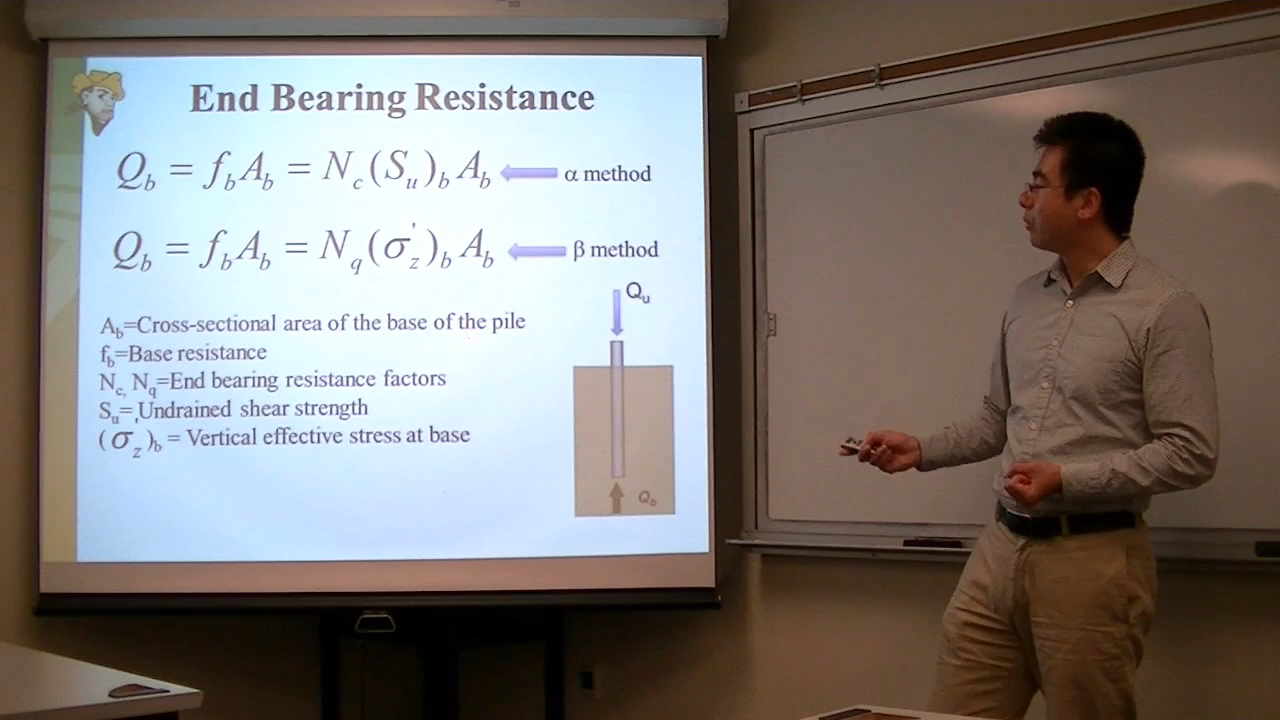 End Bearing Resistance
Q_b = f_b A_b = N_c (S_u)_b A_b ← α method
Q_b = f_b A_b = N_q (σ'_z)_b A_b ← β method
Q_u
A_b=Cross-sectional area of the base of the pile
f_b=Base resistance
N_c, N_q=End bearing resistance factors
S_u=Undrained shear strength
(σ'_z)_b = Vertical effective stress at base
Q_b